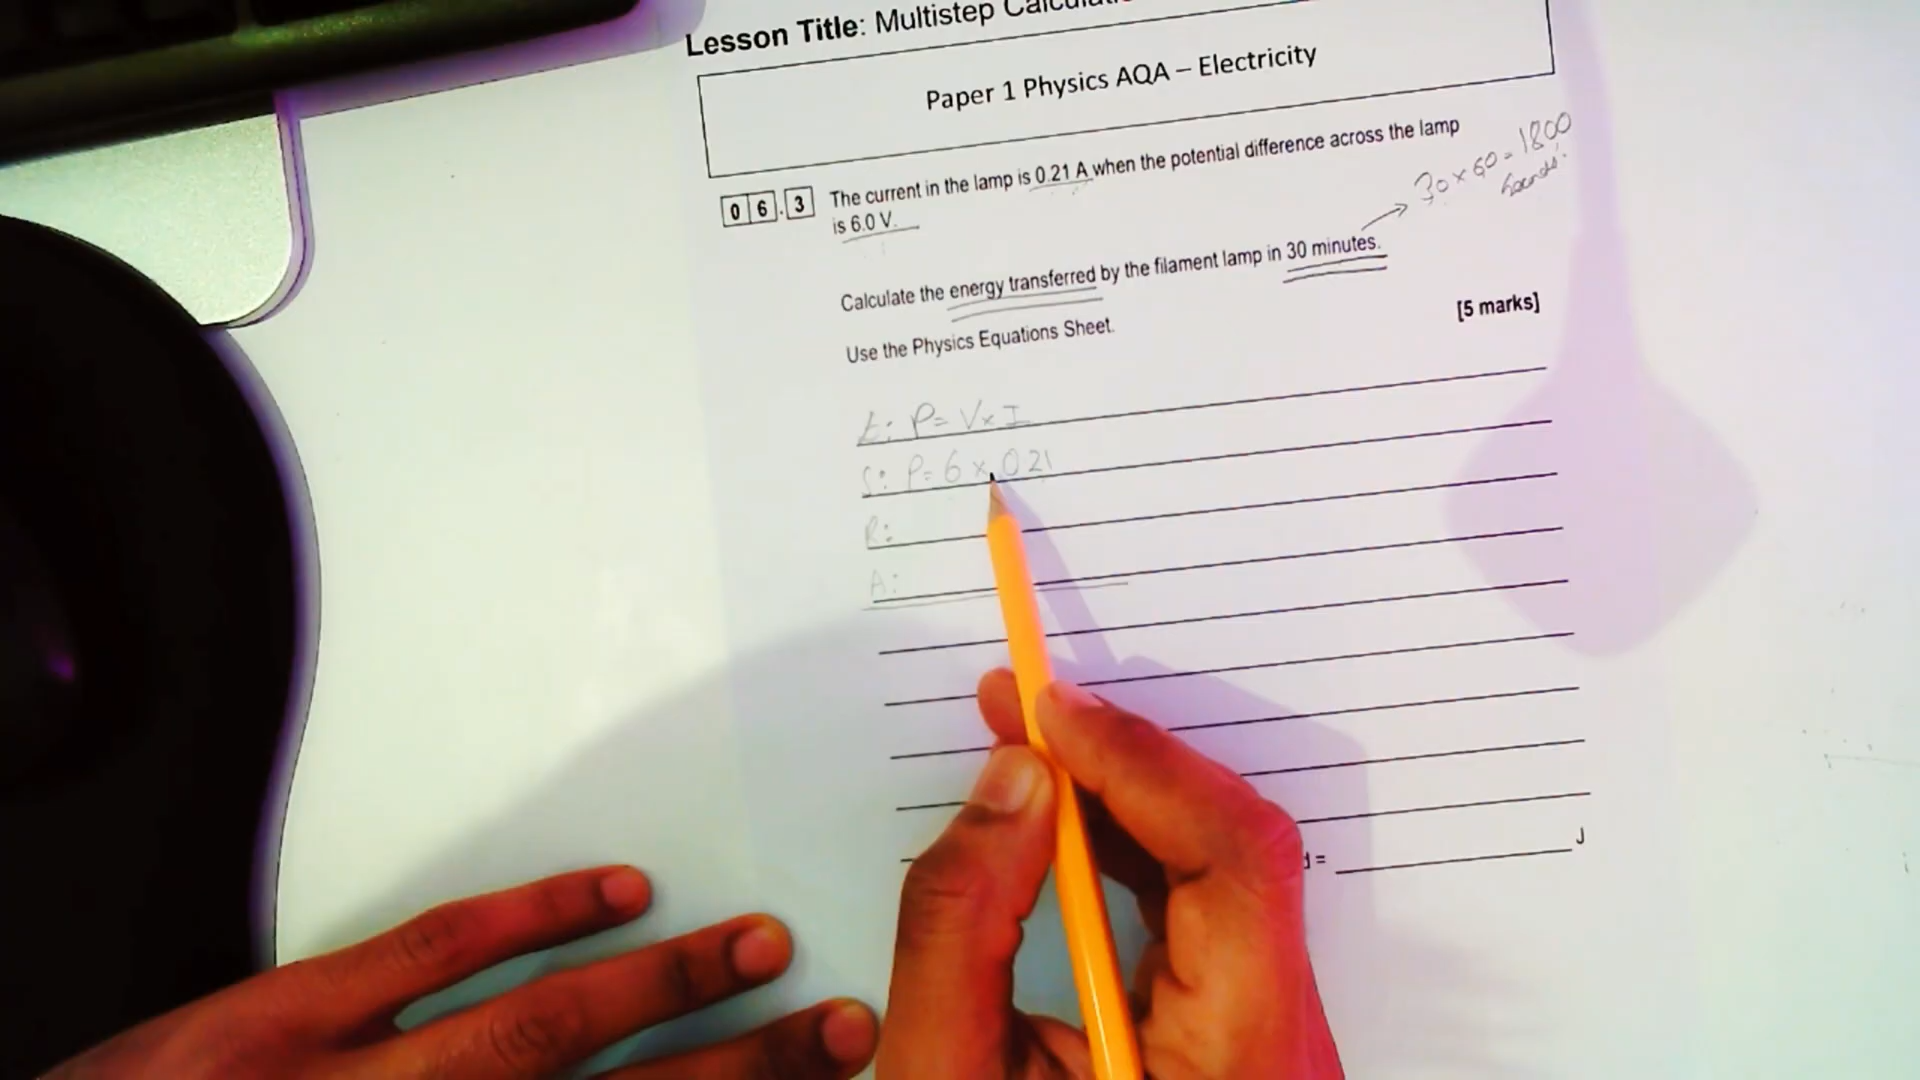 Lesson Title: Multistep
Paper 1 Physics AQA – Electricity
06.3 The current in the lamp is 0.21 A when the potential difference across the lamp
is 6.0 V.
30 × 60 = 1800
Seconds.
Calculate the energy transferred by the filament lamp in 30 minutes.
[5 marks]
Use the Physics Equations Sheet.
E: P = V × I
S: P = 6 × 0.21
R:
A:
= J